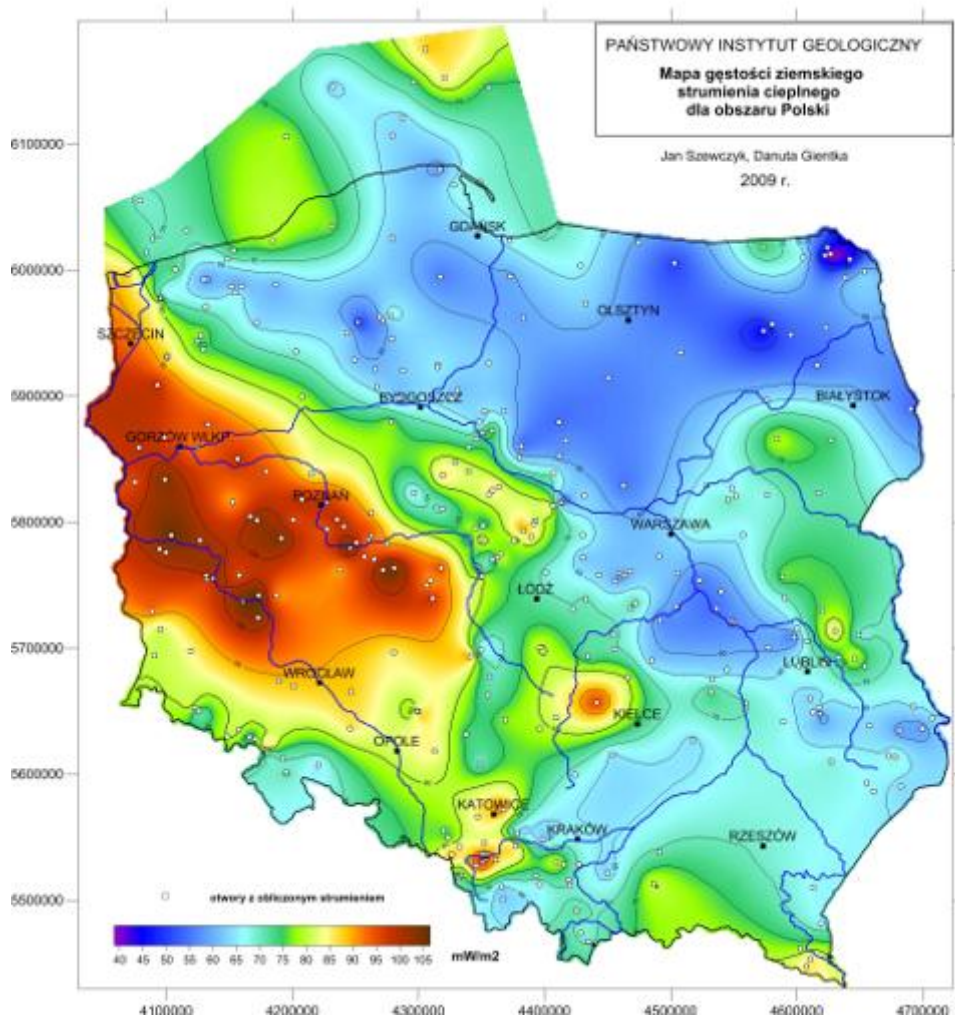 PAŃSTWOWY INSTYTUT GEOLOGICZNY
Mapa gęstości ziemskiego
strumienia cieplnego
dla obszaru Polski
Jan Szewczyk, Danuta Gientka
2009 r.
6100000
GDAŃSK
6000000
OLSZTYN
SZCZECIN
5900000
BYDGOSZCZ
BIAŁYSTOK
GORZÓW WLKP
POZNAŃ
5800000
WARSZAWA
ŁÓDŹ
5700000
LUBLIN
WROCŁAW
KIELCE
OPOLE
5600000
KATOWICE
KRAKÓW
RZESZÓW
5500000
otwory z obliczonym strumieniem
40 45 50 55 60 65 70 75 80 85 90 95 100 105
mW/m2
4100000 4200000 4300000 4400000 4500000 4600000 4700000